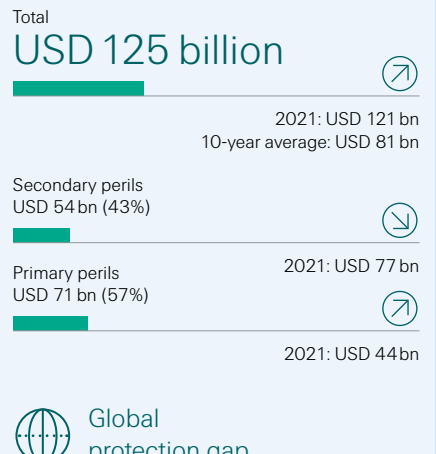 Total
USD 125 billion
2021: USD 121 bn
10-year average: USD 81 bn
Secondary perils
USD 54 bn (43%)
2021: USD 77 bn
Primary perils
USD 71 bn (57%)
2021: USD 44 bn
Global
protection gap